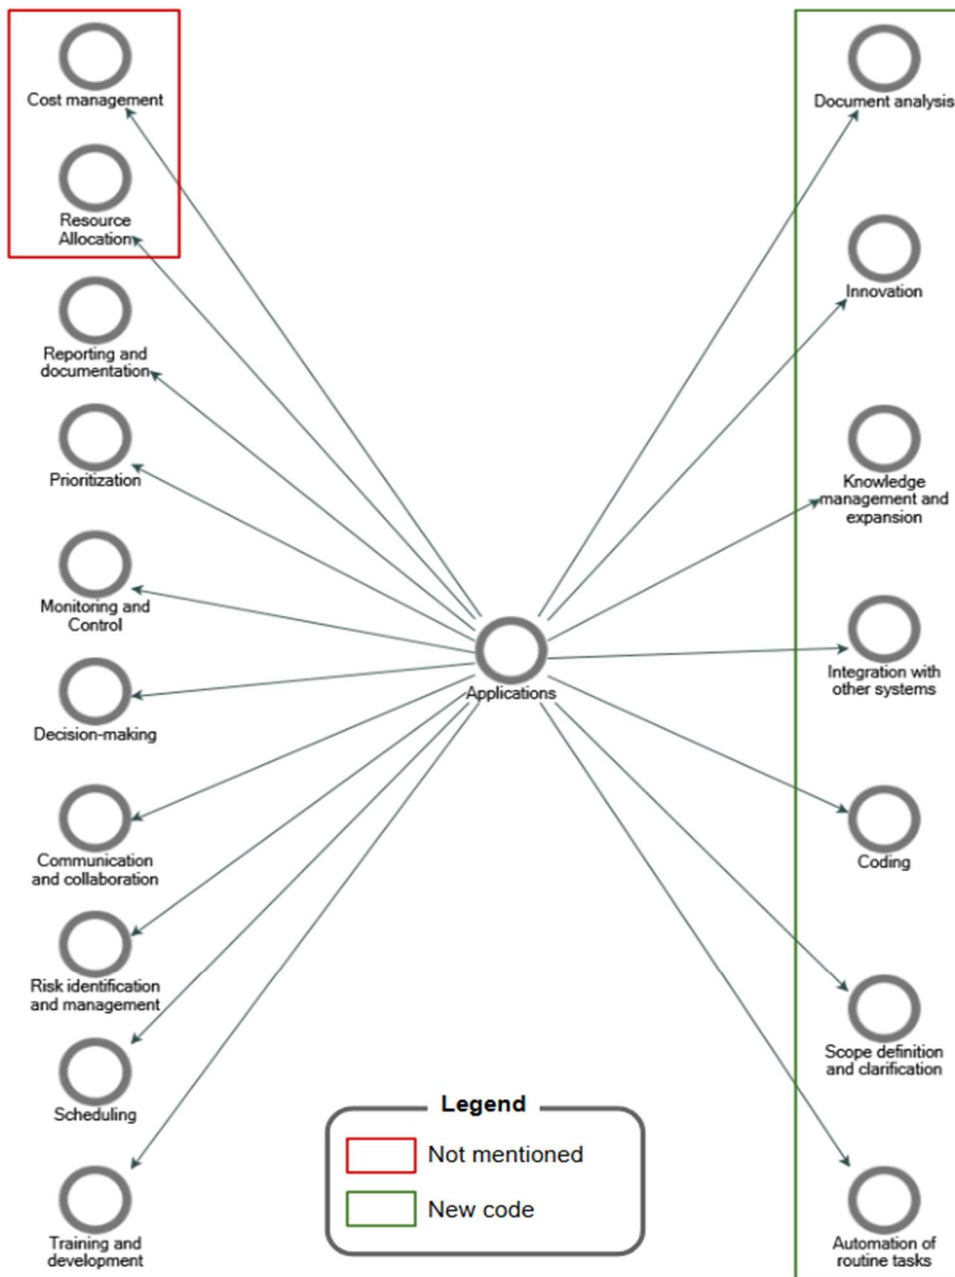 Cost management
Resource
Allocation
Reporting and
documentation
Prioritization
Monitoring and
Control
Decision-making
Communication
and collaboration
Risk identification
and management
Scheduling
Training and
development
Applications
Document analysis
Innovation
Knowledge
management and
expansion
Integration with
other systems
Coding
Scope definition
and clarification
Automation of
routine tasks
Legend
Not mentioned
New code